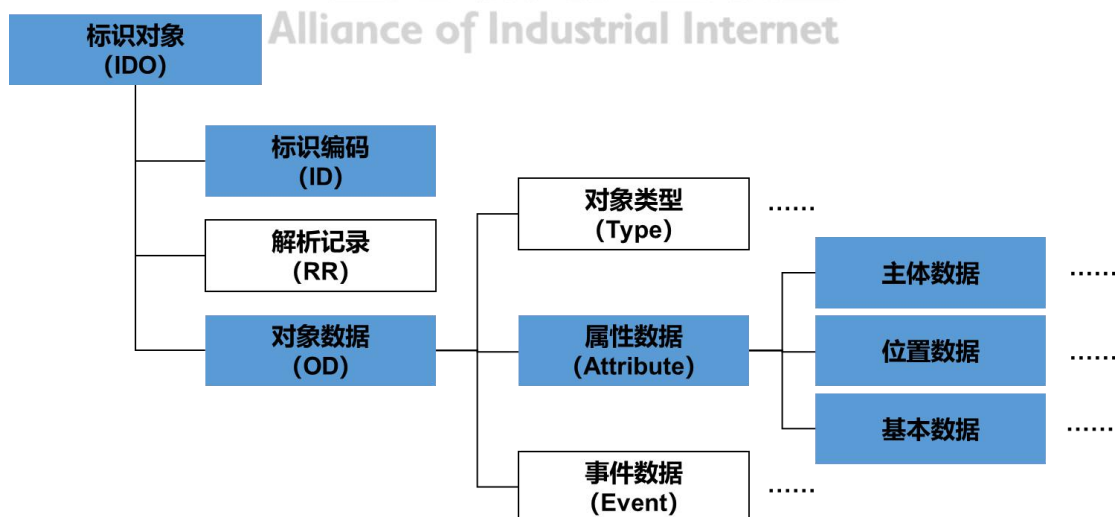 Alliance of Industrial Internet
标识对象
(IDO)
标识编码
(ID)
解析记录
(RR)
对象数据
(OD)
对象类型
(Type)
……
属性数据
(Attribute)
事件数据
(Event)
……
主体数据
……
位置数据
……
基本数据
……